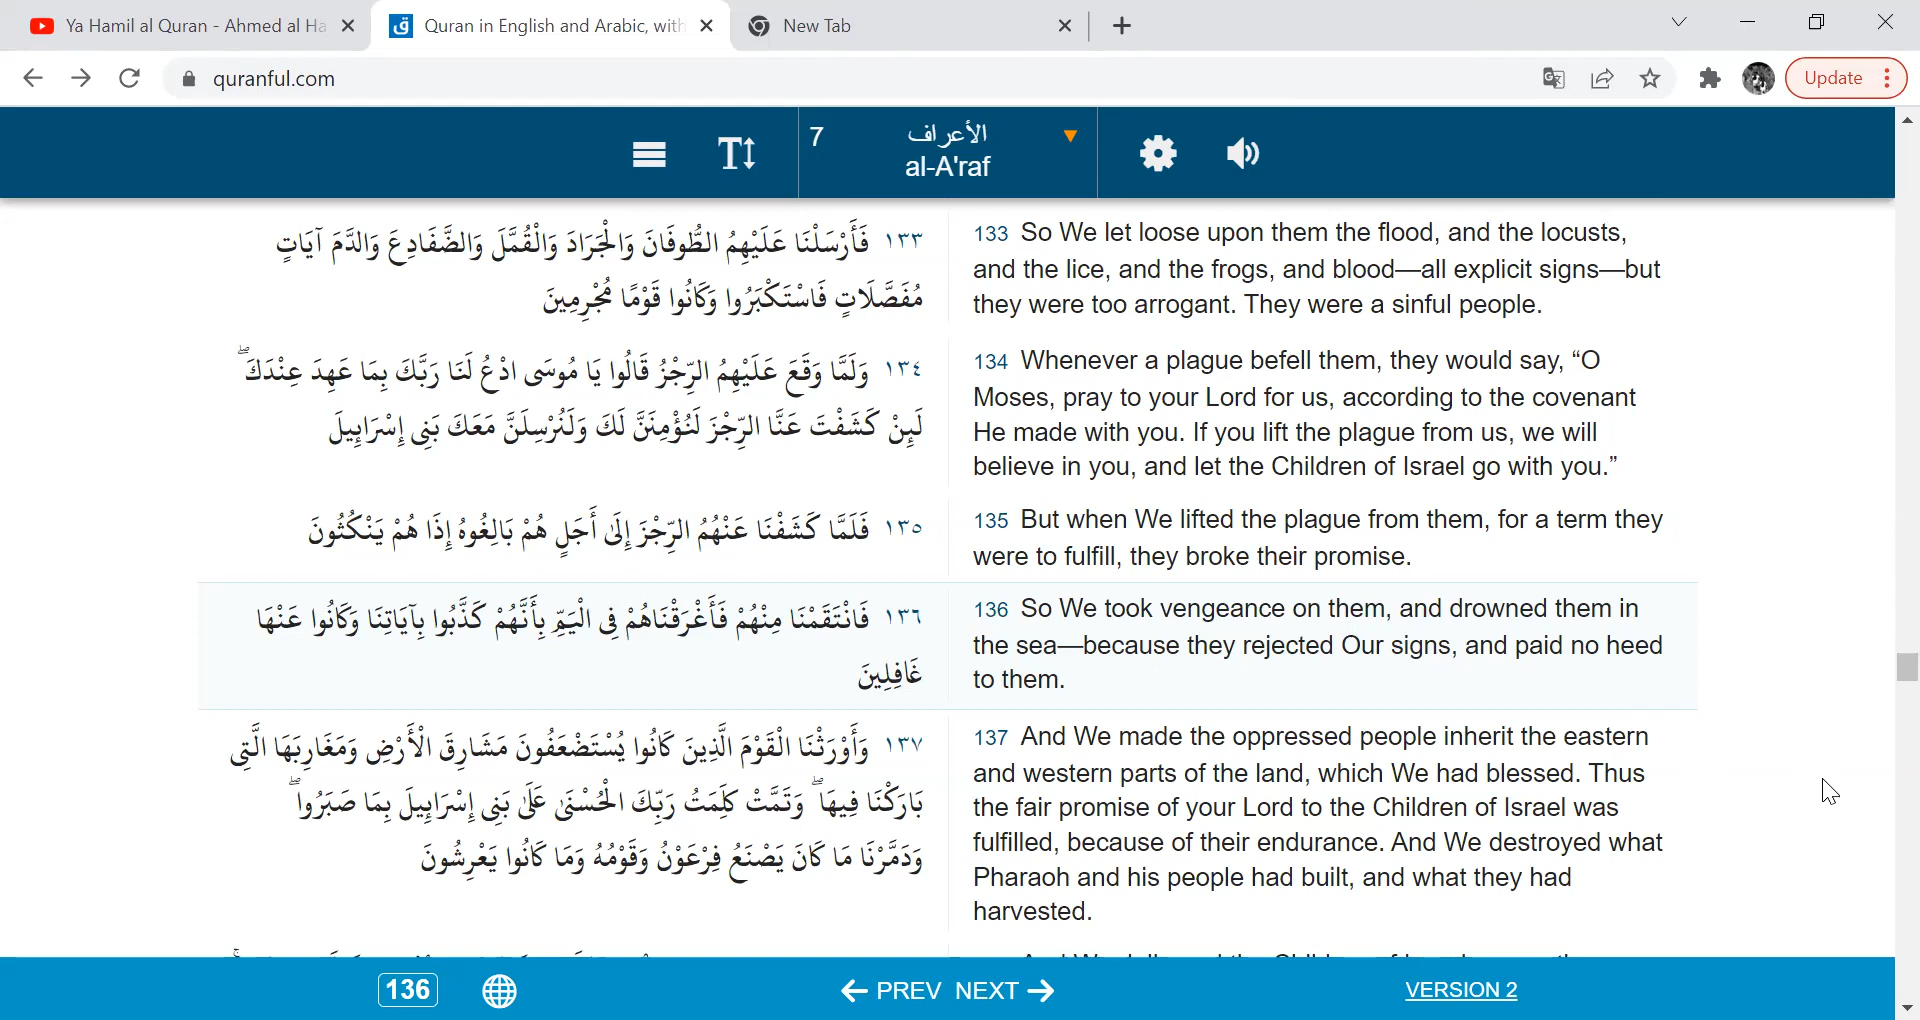 Ya Hamil al Quran - Ahmed al Ha
Quran in English and Arabic, with
New Tab
quranful.com
Update
7
الأعراف
al-A'raf
١٣٣ فَأَرْسَلْنَا عَلَيْهِمُ الطُّوفَانَ وَالْجَرَادَ وَالْقُمَّلَ وَالضَّفَادِعَ وَالدَّمَ آيَاتٍ
مُفَصَّلَاتٍ فَاسْتَكْبَرُوا وَكَانُوا قَوْمًا مُجْرِمِينَ
133 So We let loose upon them the flood, and the locusts,
and the lice, and the frogs, and blood—all explicit signs—but
they were too arrogant. They were a sinful people.
١٣٤ وَلَمَّا وَقَعَ عَلَيْهِمُ الرِّجْزُ قَالُوا يَا مُوسَى ادْعُ لَنَا رَبَّكَ بِمَا عَهِدَ عِنْدَكَ ۖ
لَئِنْ كَشَفْتَ عَنَّا الرِّجْزَ لَنُؤْمِنَنَّ لَكَ وَلَنُرْسِلَنَّ مَعَكَ بَنِي إِسْرَائِيلَ
134 Whenever a plague befell them, they would say, “O
Moses, pray to your Lord for us, according to the covenant
He made with you. If you lift the plague from us, we will
believe in you, and let the Children of Israel go with you.”
١٣٥ فَلَمَّا كَشَفْنَا عَنْهُمُ الرِّجْزَ إِلَىٰ أَجَلٍ هُمْ بَالِغُوهُ إِذَا هُمْ يَنْكُثُونَ
135 But when We lifted the plague from them, for a term they
were to fulfill, they broke their promise.
١٣٦ فَانْتَقَمْنَا مِنْهُمْ فَأَغْرَقْنَاهُمْ فِي الْيَمِّ بِأَنَّهُمْ كَذَّبُوا بِآيَاتِنَا وَكَانُوا عَنْهَا
غَافِلِينَ
136 So We took vengeance on them, and drowned them in
the sea—because they rejected Our signs, and paid no heed
to them.
١٣٧ وَأَوْرَثْنَا الْقَوْمَ الَّذِينَ كَانُوا يُسْتَضْعَفُونَ مَشَارِقَ الْأَرْضِ وَمَغَارِبَهَا الَّتِي
بَارَكْنَا فِيهَا ۖ وَتَمَّتْ كَلِمَتُ رَبِّكَ الْحُسْنَىٰ عَلَىٰ بَنِي إِسْرَائِيلَ بِمَا صَبَرُوا ۖ
وَدَمَّرْنَا مَا كَانَ يَصْنَعُ فِرْعَوْنُ وَقَوْمُهُ وَمَا كَانُوا يَعْرِشُونَ
137 And We made the oppressed people inherit the eastern
and western parts of the land, which We had blessed. Thus
the fair promise of your Lord to the Children of Israel was
fulfilled, because of their endurance. And We destroyed what
Pharaoh and his people had built, and what they had
harvested.
136
PREV NEXT
VERSION 2